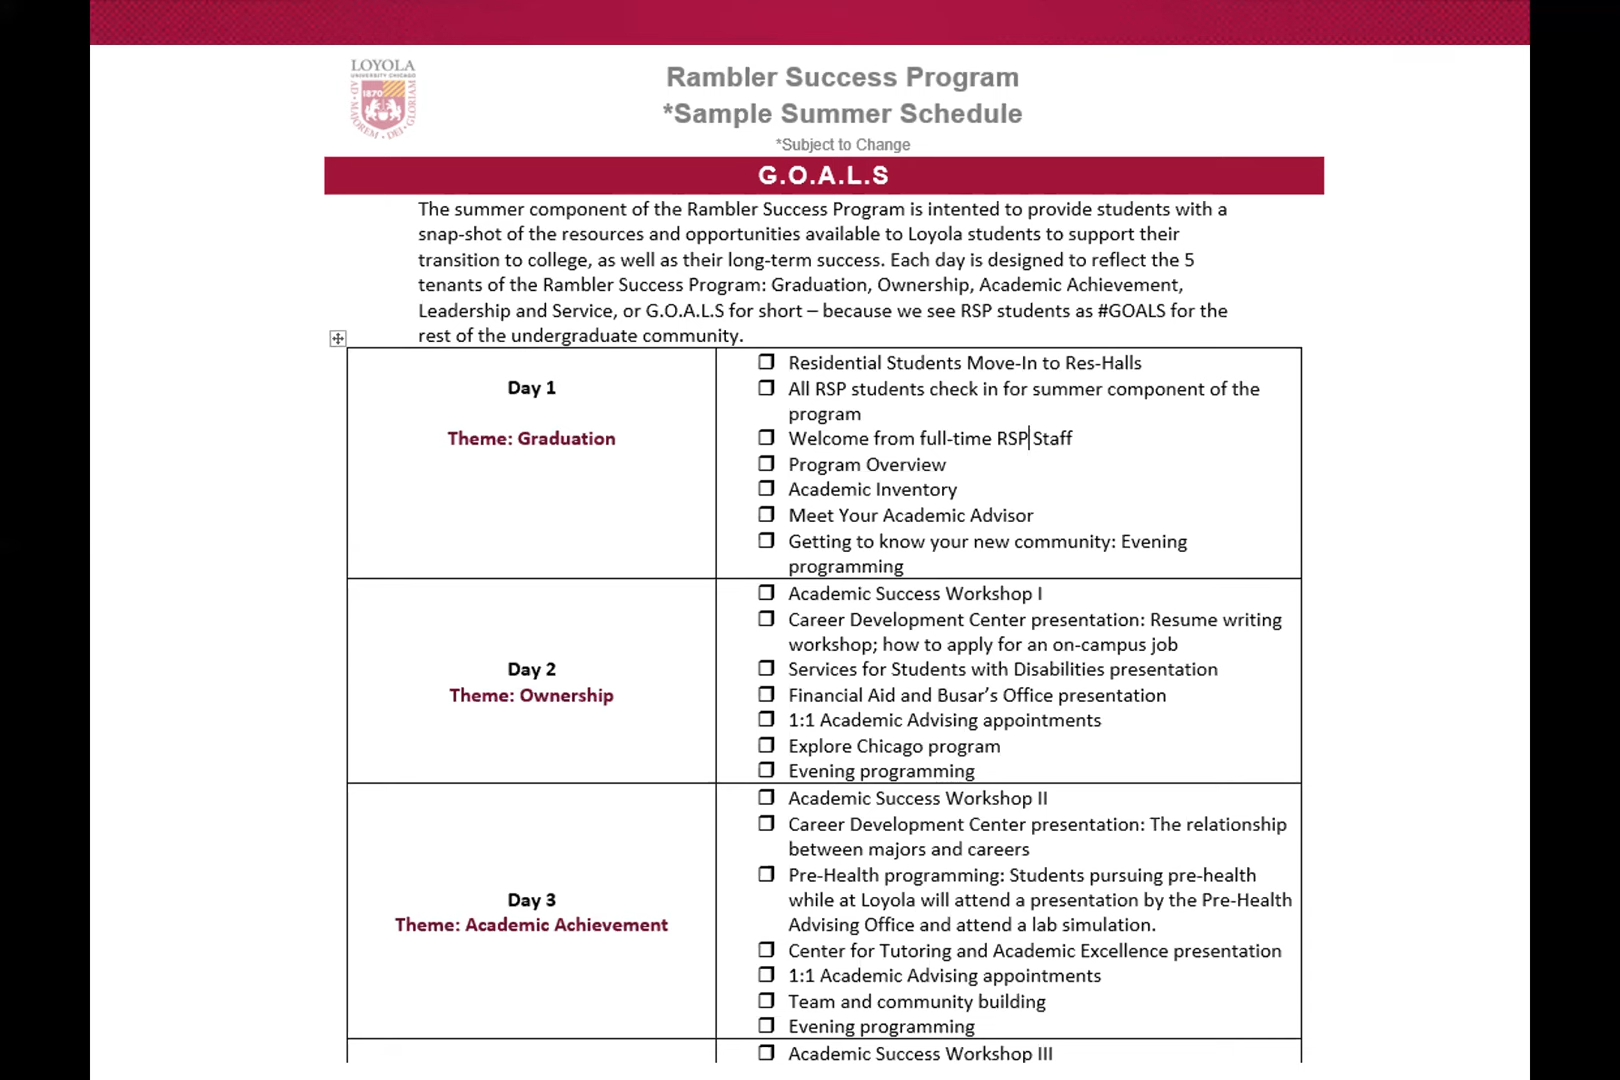 LOYOLA
UNIVERSITY CHICAGO
1870
AD • MAJOREM • DEI • GLORIAM
Rambler Success Program
*Sample Summer Schedule
*Subject to Change
G.O.A.L.S
The summer component of the Rambler Success Program is intented to provide students with a
snap-shot of the resources and opportunities available to Loyola students to support their
transition to college, as well as their long-term success. Each day is designed to reflect the 5
tenants of the Rambler Success Program: Graduation, Ownership, Academic Achievement,
Leadership and Service, or G.O.A.L.S for short – because we see RSP students as #GOALS for the
rest of the undergraduate community.
Day 1
Theme: Graduation
Residential Students Move-In to Res-Halls
All RSP students check in for summer component of the
program
Welcome from full-time RSP Staff
Program Overview
Academic Inventory
Meet Your Academic Advisor
Getting to know your new community: Evening
programming
Day 2
Theme: Ownership
Academic Success Workshop I
Career Development Center presentation: Resume writing
workshop; how to apply for an on-campus job
Services for Students with Disabilities presentation
Financial Aid and Busar's Office presentation
1:1 Academic Advising appointments
Explore Chicago program
Evening programming
Day 3
Theme: Academic Achievement
Academic Success Workshop II
Career Development Center presentation: The relationship
between majors and careers
Pre-Health programming: Students pursuing pre-health
while at Loyola will attend a presentation by the Pre-Health
Advising Office and attend a lab simulation.
Center for Tutoring and Academic Excellence presentation
1:1 Academic Advising appointments
Team and community building
Evening programming
Academic Success Workshop III